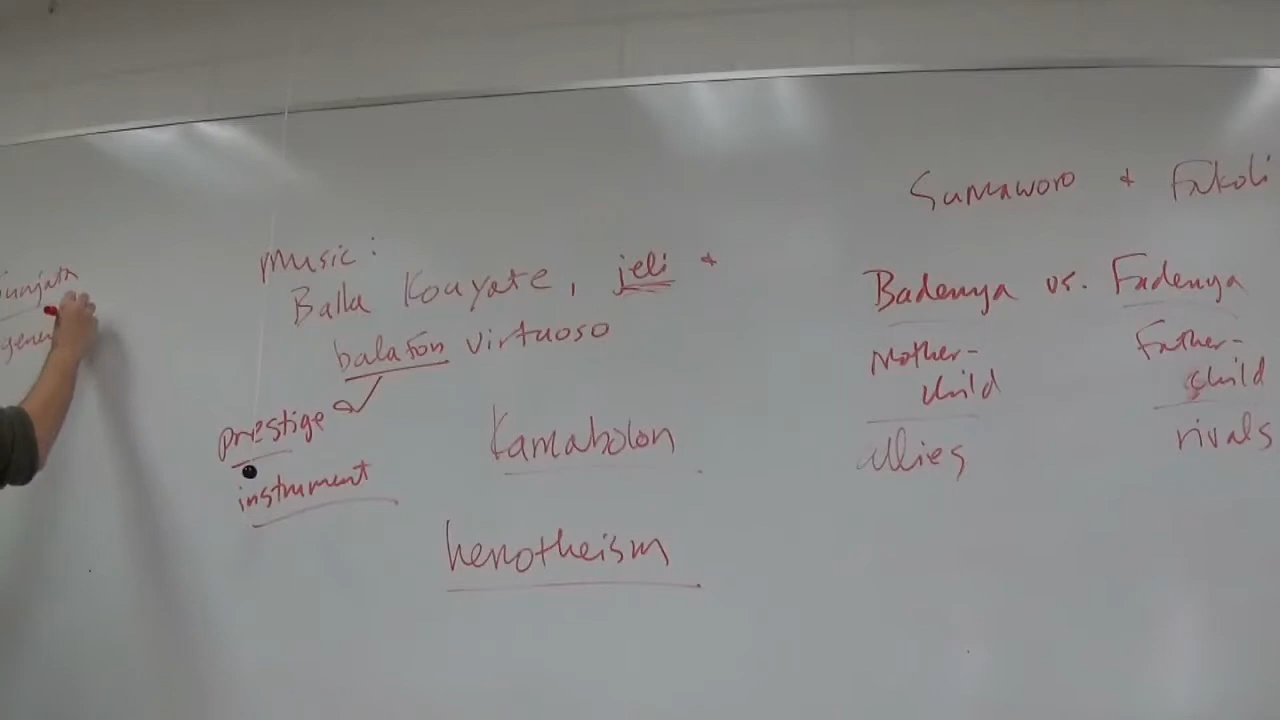 music:
Balla Kouyate, jeli +
balafon virtuoso
prestige
instrument
Kamabolon
henotheism
Sumaworo + Fakoli
Badenya vs. Fadenya
Mother-
child
allies
Father-
child
rivals